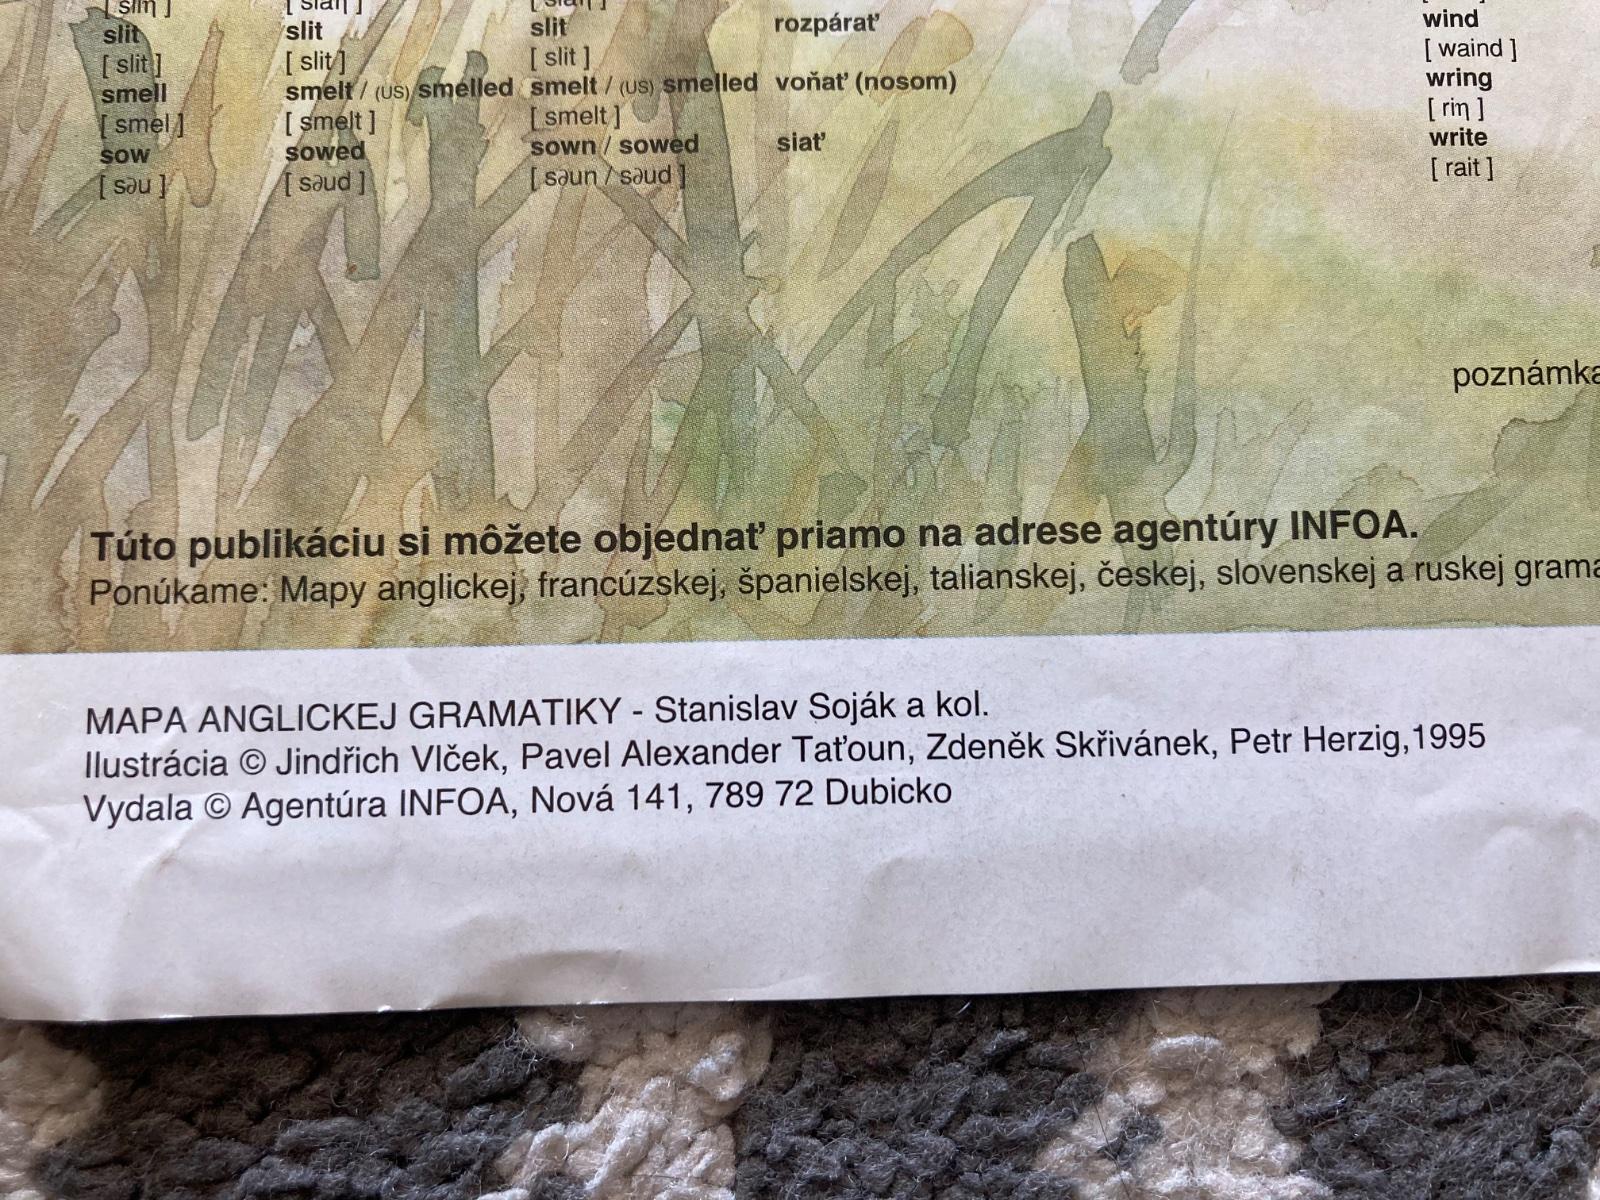 slit slit slit rozpárať wind
[ slit ] [ slit ] [ slit ] [ waind ]
smell smelt / (US) smelled smelt / (US) smelled voňať (nosom) wring
[ smel ] [ smelt ] [ smelt ] [ riη ]
sow sowed sown / sowed siať write
[ səu ] [ səud ] [ səun / səud ] [ rait ]
poznámka
Túto publikáciu si môžete objednať priamo na adrese agentúry INFOA.
Ponúkame: Mapy anglickej, francúzskej, španielskej, talianskej, českej, slovenskej a ruskej grama
MAPA ANGLICKEJ GRAMATIKY - Stanislav Soják a kol.
Ilustrácia © Jindřich Vlček, Pavel Alexander Taťoun, Zdeněk Skřivánek, Petr Herzig,1995
Vydala © Agentúra INFOA, Nová 141, 789 72 Dubicko